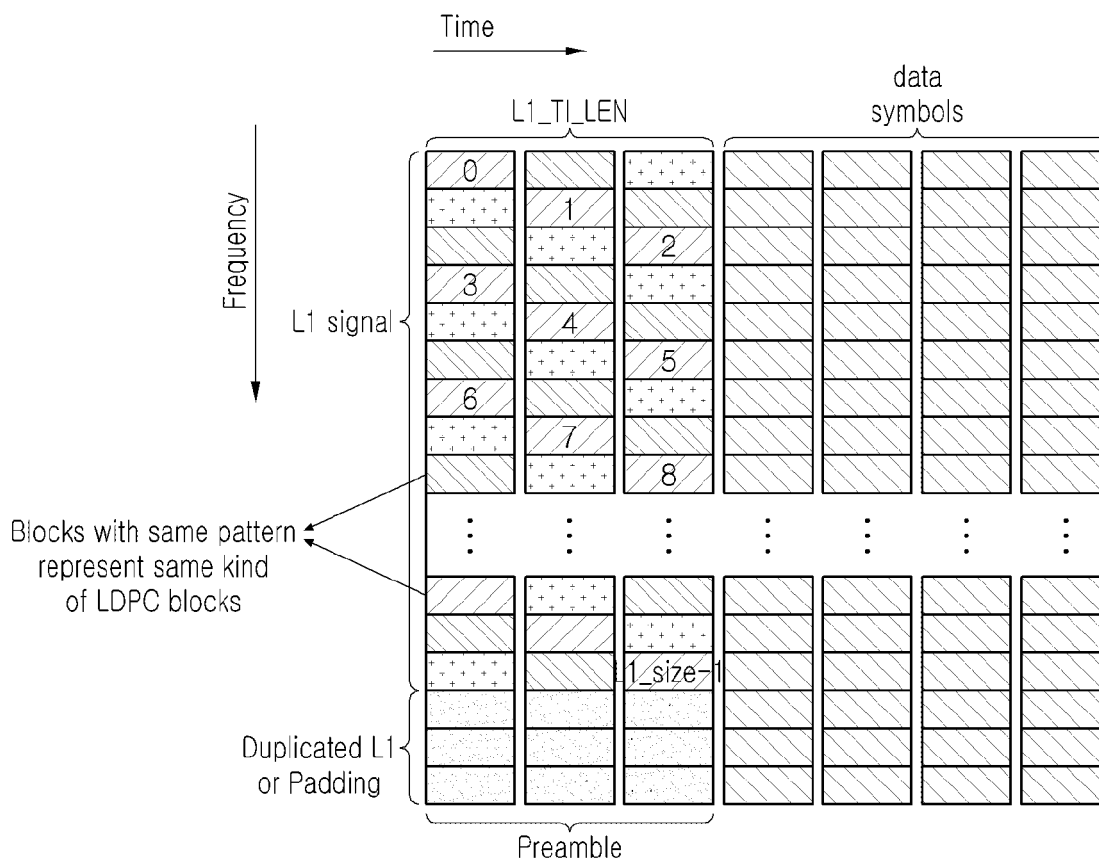 Time
L1_TI_LEN
data
symbols
Frequency
L1 signal
0
1
2
3
4
5
6
7
8
Blocks with same pattern
represent same kind
of LDPC blocks
L1_size-1
Duplicated L1
or Padding
Preamble